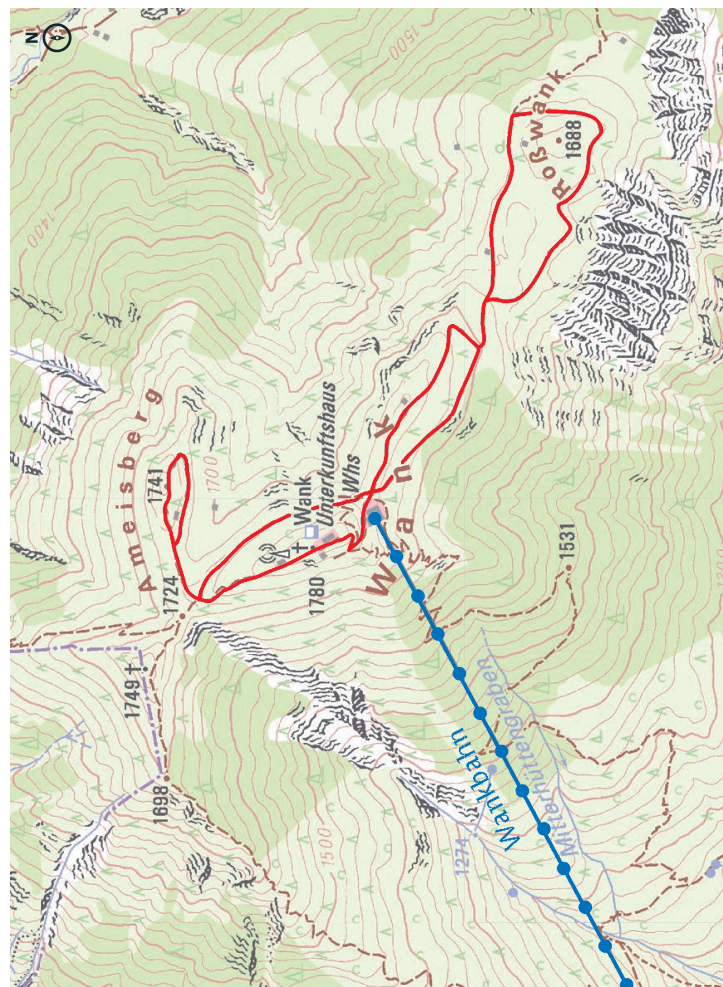 N
1500
Roßwank
1688
1400
Ameisberg
1741
1700
Wank
Unterkunftshaus
Whs
Wank
1724
1780
1531
1749
1698
1500
Wankbahn
Mitterhüttengraben
1274